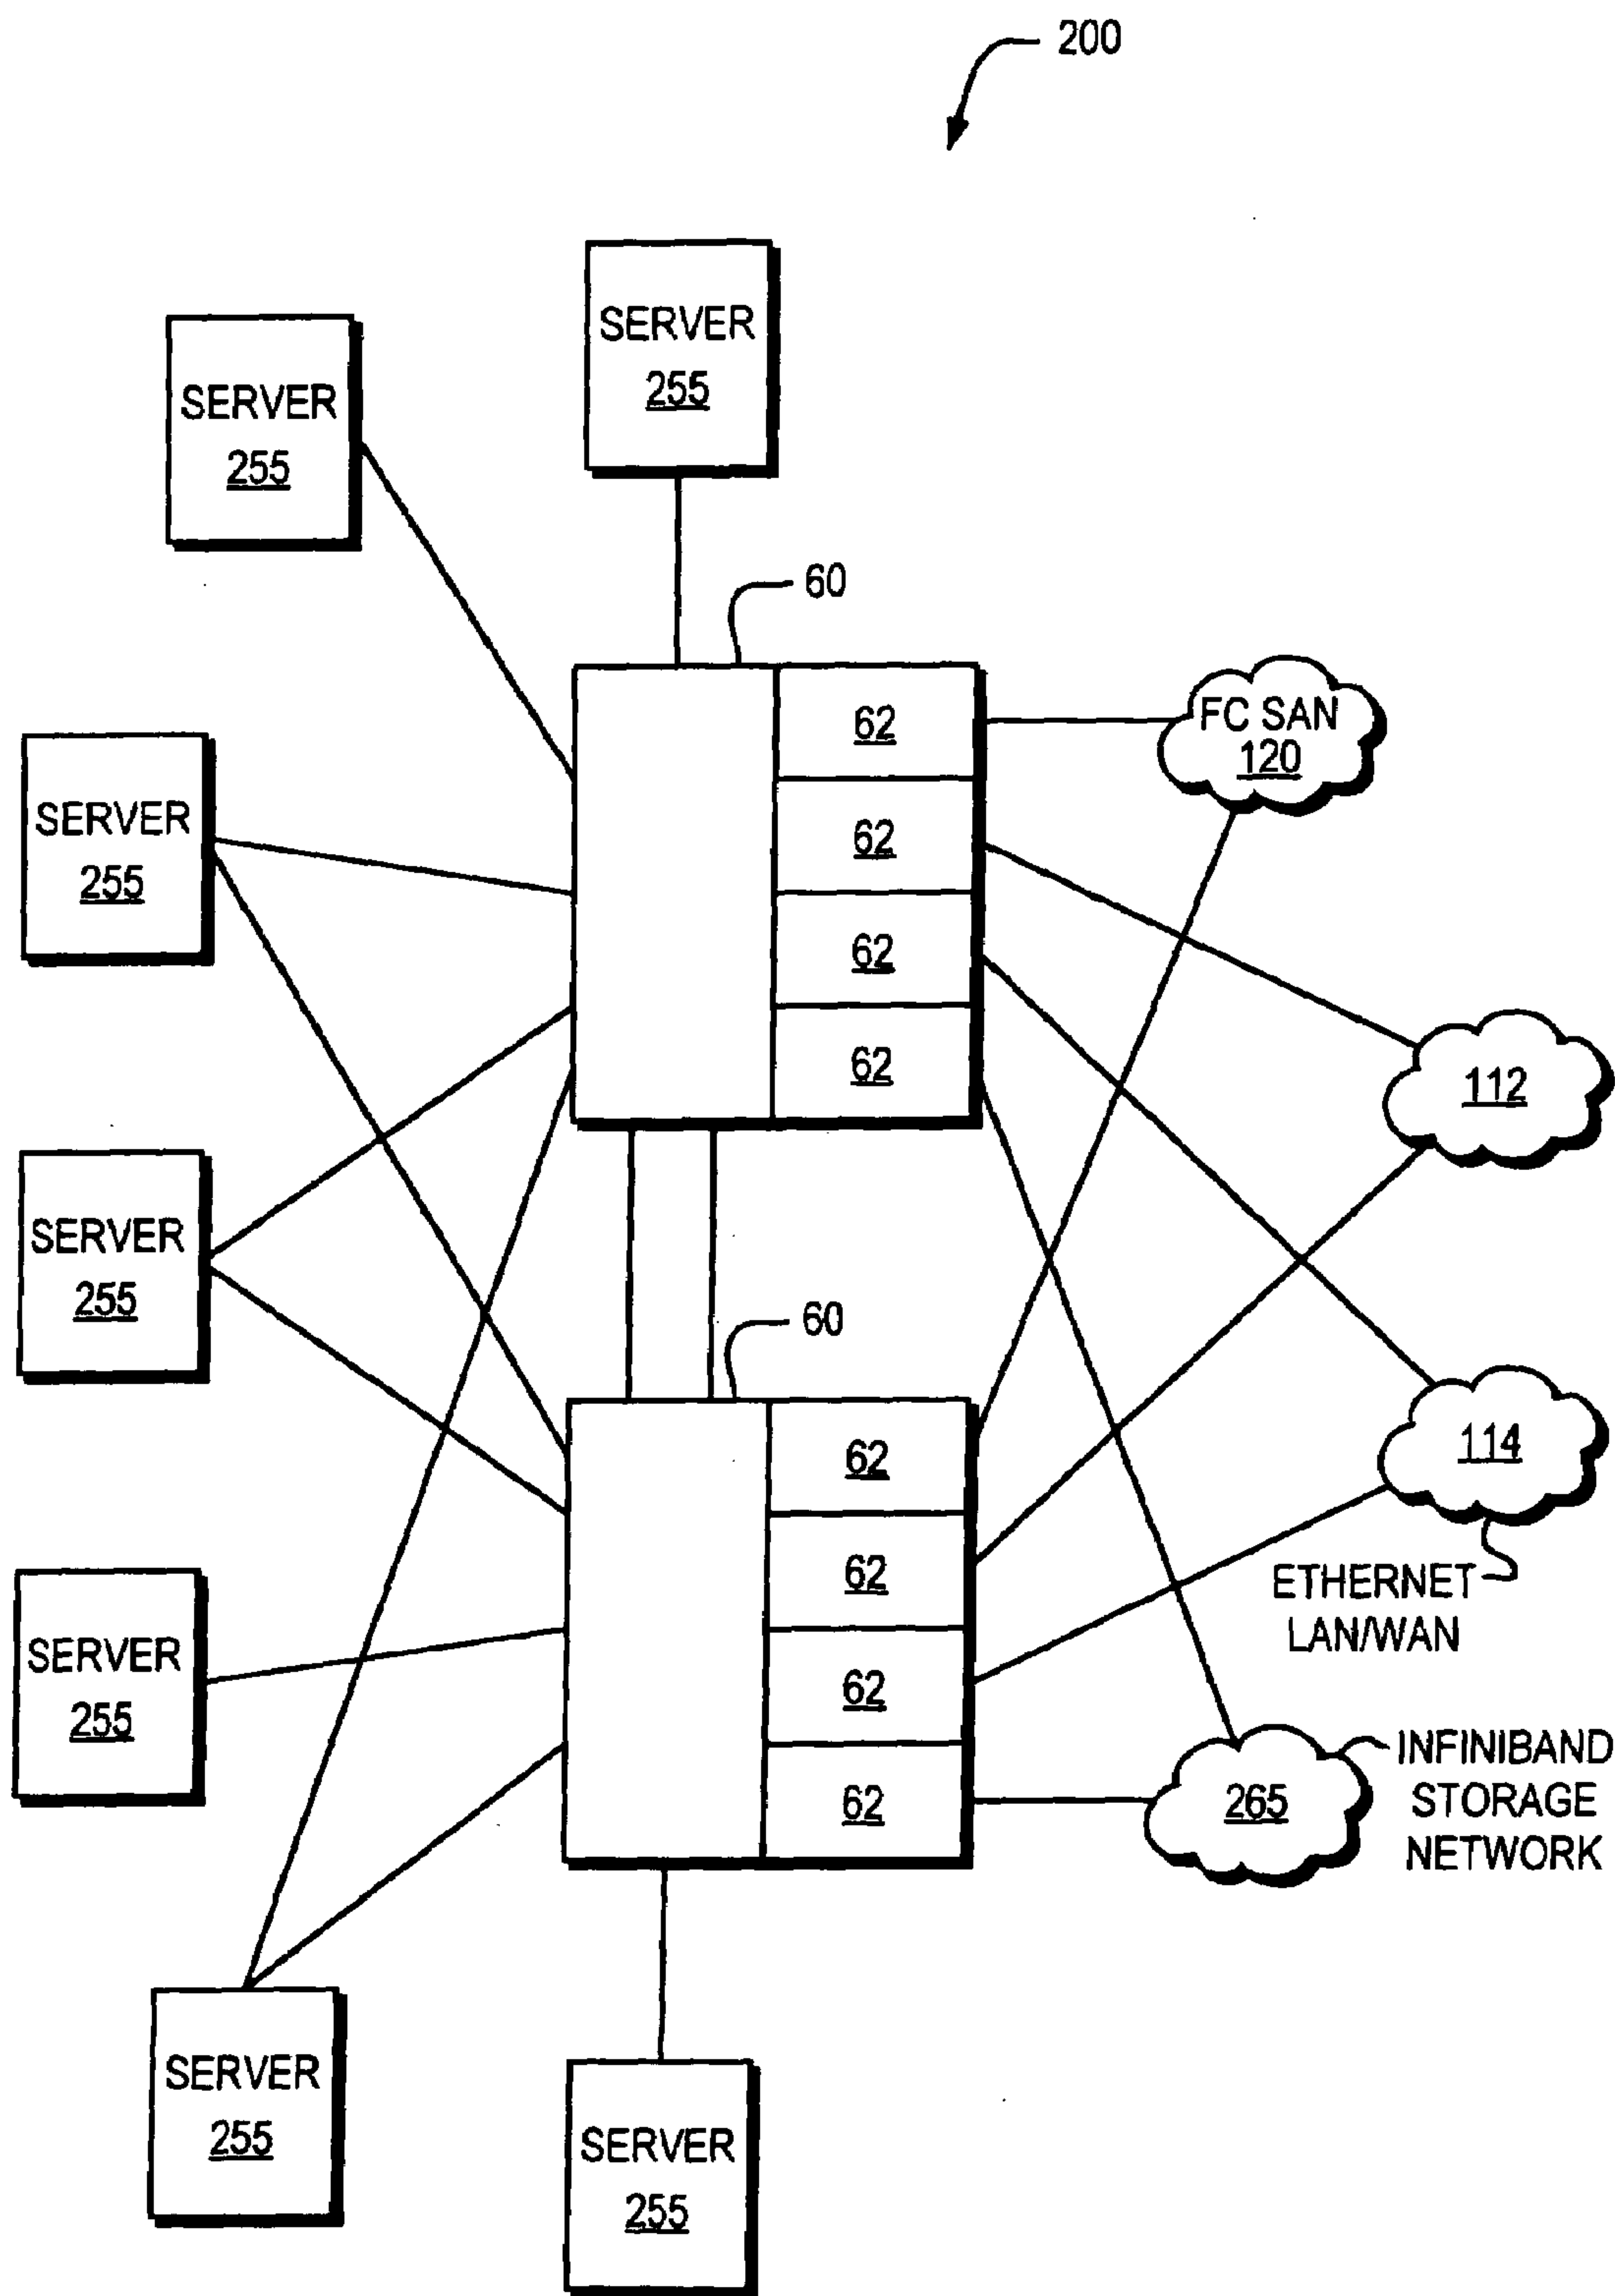 200
SERVER
255
SERVER
255
60
62
FC SAN
120
SERVER
255
62
62
62
112
SERVER
255
60
62
114
62
ETHERNET
LAN/WAN
SERVER
255
62
62
265
INFINIBAND
STORAGE
NETWORK
SERVER
255
SERVER
255